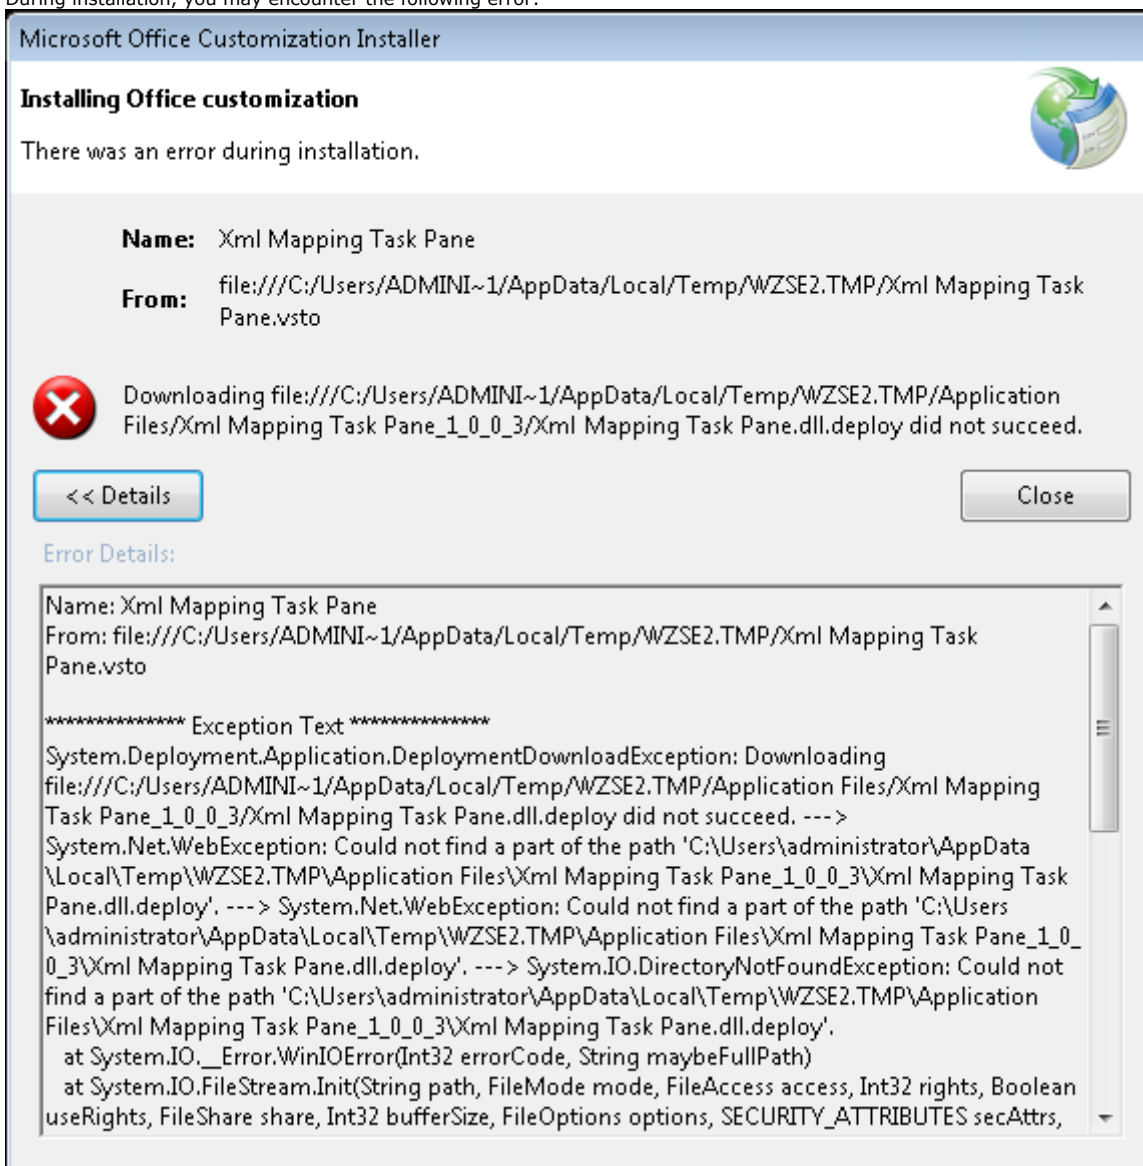 During installation, you may encounter the following error:
Microsoft Office Customization Installer
Installing Office customization
There was an error during installation.
Name: Xml Mapping Task Pane
From: file:///C:/Users/ADMINI~1/AppData/Local/Temp/WZSE2.TMP/Xml Mapping Task
Pane.vsto
Downloading file:///C:/Users/ADMINI~1/AppData/Local/Temp/WZSE2.TMP/Application
Files/Xml Mapping Task Pane_1_0_0_3/Xml Mapping Task Pane.dll.deploy did not succeed.
<< Details
Close
Error Details:
Name: Xml Mapping Task Pane
From: file:///C:/Users/ADMINI~1/AppData/Local/Temp/WZSE2.TMP/Xml Mapping Task
Pane.vsto
************** Exception Text **************
System.Deployment.Application.DeploymentDownloadException: Downloading
file:///C:/Users/ADMINI~1/AppData/Local/Temp/WZSE2.TMP/Application Files/Xml Mapping
Task Pane_1_0_0_3/Xml Mapping Task Pane.dll.deploy did not succeed. --->
System.Net.WebException: Could not find a part of the path 'C:\Users\administrator\AppData
\Local\Temp\WZSE2.TMP\Application Files\Xml Mapping Task Pane_1_0_0_3\Xml Mapping Task
Pane.dll.deploy'. ---> System.Net.WebException: Could not find a part of the path 'C:\Users
\administrator\AppData\Local\Temp\WZSE2.TMP\Application Files\Xml Mapping Task Pane_1_0_
0_3\Xml Mapping Task Pane.dll.deploy'. ---> System.IO.DirectoryNotFoundException: Could not
find a part of the path 'C:\Users\administrator\AppData\Local\Temp\WZSE2.TMP\Application
Files\Xml Mapping Task Pane_1_0_0_3\Xml Mapping Task Pane.dll.deploy'.
at System.IO.__Error.WinIOError(Int32 errorCode, String maybeFullPath)
at System.IO.FileStream.Init(String path, FileMode mode, FileAccess access, Int32 rights, Boolean
useRights, FileShare share, Int32 bufferSize, FileOptions options, SECURITY_ATTRIBUTES secAttrs,